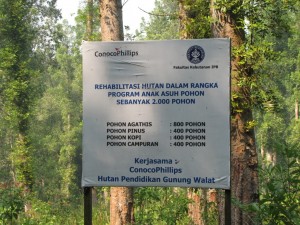 ConocoPhillips
Fakultas Kehutanan IPB
REHABILITASI HUTAN DALAM RANGKA
PROGRAM ANAK ASUH POHON
SEBANYAK 2.000 POHON
POHON AGATHIS : 800 POHON
POHON PINUS : 400 POHON
POHON KOPI : 400 POHON
POHON CAMPURAN : 400 POHON
Kerjasama :-
ConocoPhillips
Hutan Pendidikan Gunung Walat